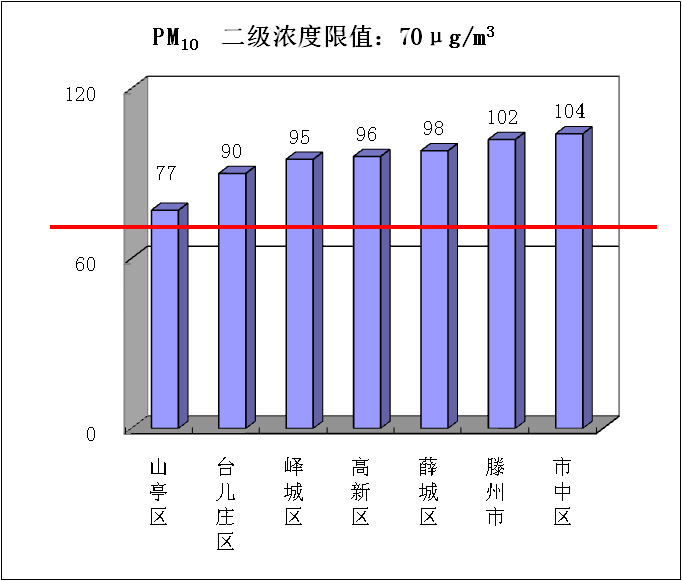 PM10 二级浓度限值：70μg/m3
120
60
0
77
90
95
96
98
102
104
山亭区
台儿庄区
峄城区
高新区
薛城区
滕州市
市中区